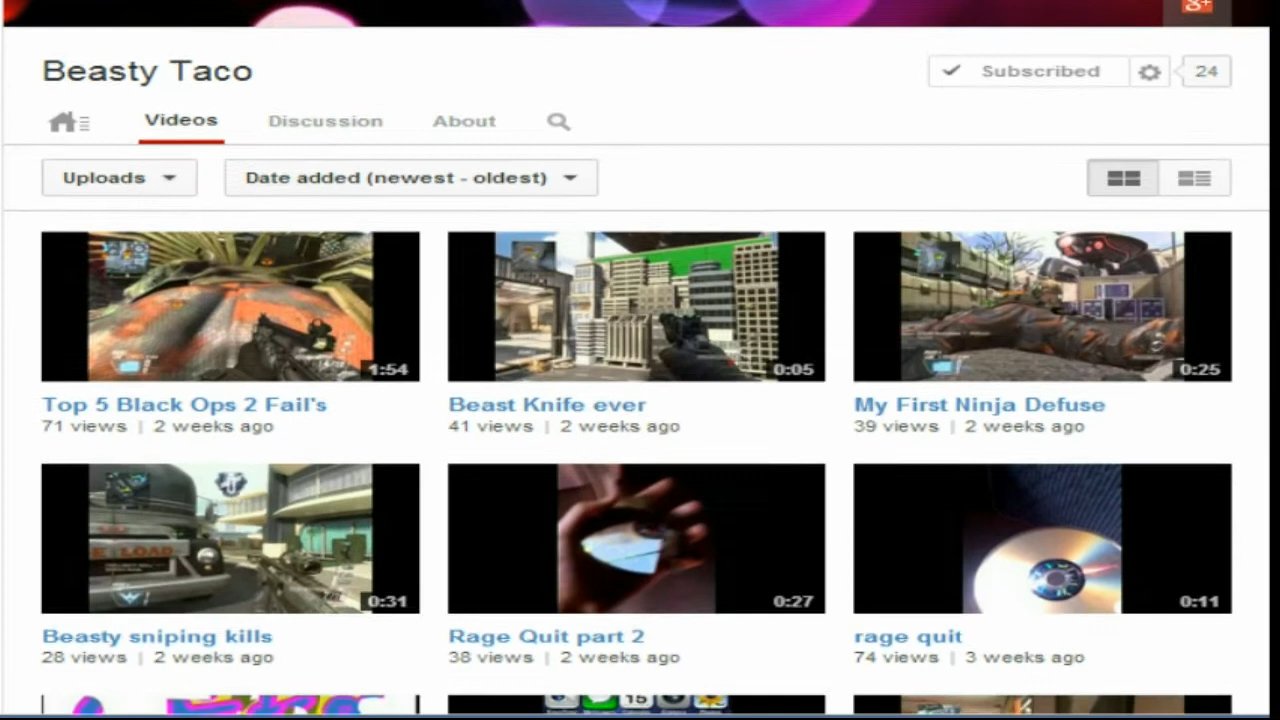 g+
Beasty Taco
Subscribed 24
Videos Discussion About
Uploads Date added (newest - oldest)
1:54 0:05 0:25
Top 5 Black Ops 2 Fail's Beast Knife ever My First Ninja Defuse
71 views | 2 weeks ago 41 views | 2 weeks ago 39 views | 2 weeks ago
E LOAD
0:31 0:27 0:11
Beasty sniping kills Rage Quit part 2 rage quit
28 views | 2 weeks ago 38 views | 2 weeks ago 74 views | 3 weeks ago
15